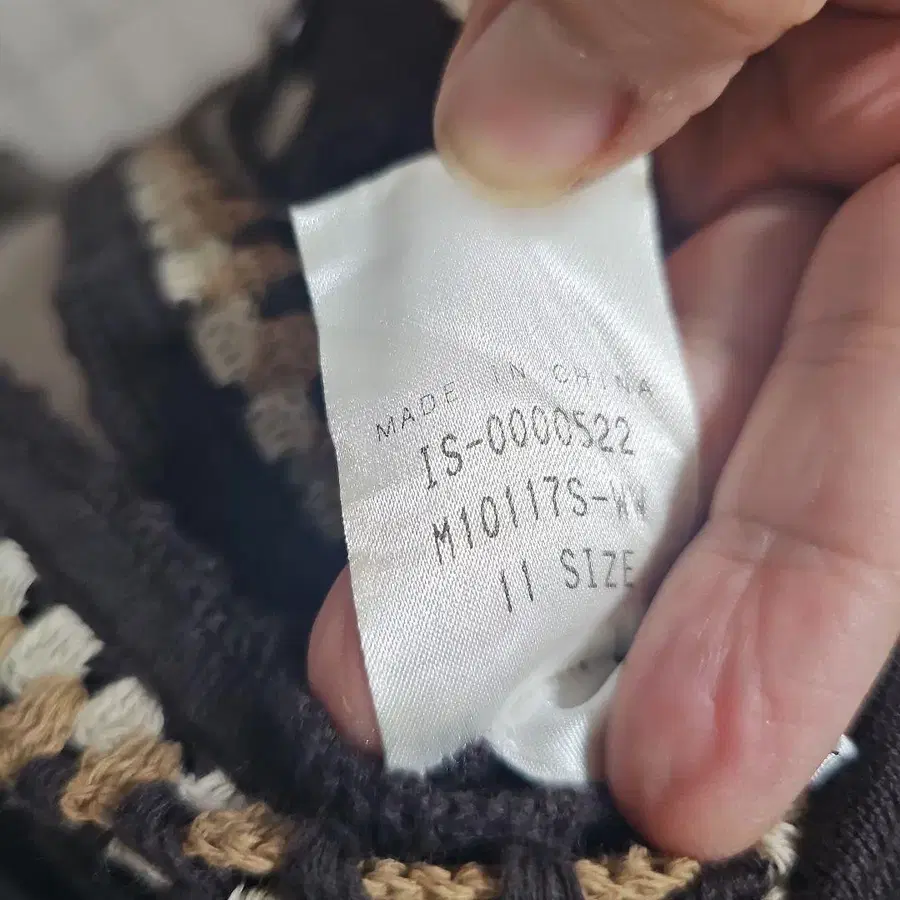 MADE IN CHINA
IS-0000522
M10117S-WW
11 SIZE